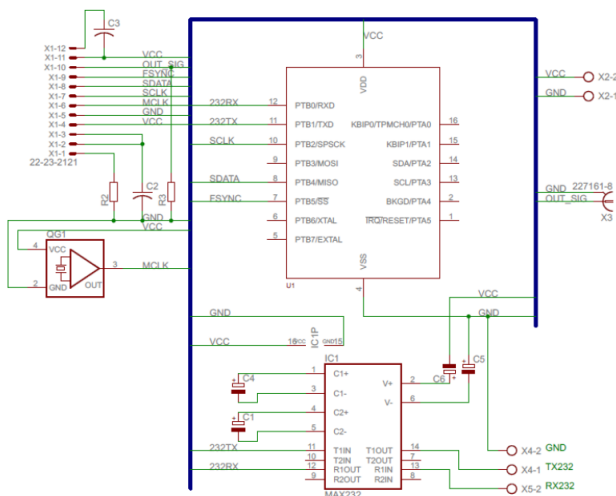 C3
X1-12
X1-11
X1-10
X1-9
X1-8
X1-7
X1-6
X1-5
X1-4
X1-3
X1-2
X1-1
22-23-2121
VCC
OUT_SIG
FSYNC
SDATA
SCLK
MCLK
GND
VCC
R2
C2
R3
GND
VCC
QG1
4 VCC
2 GND
OUT 3
MCLK
VCC
3
VDD
232RX 12 PTB0/RXD
232TX 11 PTB1/TXD
SCLK 10 PTB2/SPSCK
9 PTB3/MOSI
SDATA 8 PTB4/MISO
FSYNC 7 PTB5/SS
6 PTB6/XTAL
5 PTB7/EXTAL
KBIP0/TPMCH0/PTA0 16
KBIP1/PTA1 15
SDA/PTA2 14
SCL/PTA3 13
BKGD/PTA4 2
IRQ/RESET/PTA5 1
VSS
4
U1
VCC X2-2
GND X2-1
227161-8
GND
OUT_SIG
X3
VCC
GND
C6
C5
GND
VCC
16 VCC IC1P GND 15
IC1
C4
C1
1 C1+
3 C1-
4 C2+
5 C2-
V+ 2
V- 6
232TX 11 T1IN
10 T2IN
232RX 12 R1OUT
9 R2OUT
T1OUT 14
T2OUT 7
R1IN 13
R2IN 8
MAX232
X4-2 GND
X4-1 TX232
X5-2 RX232